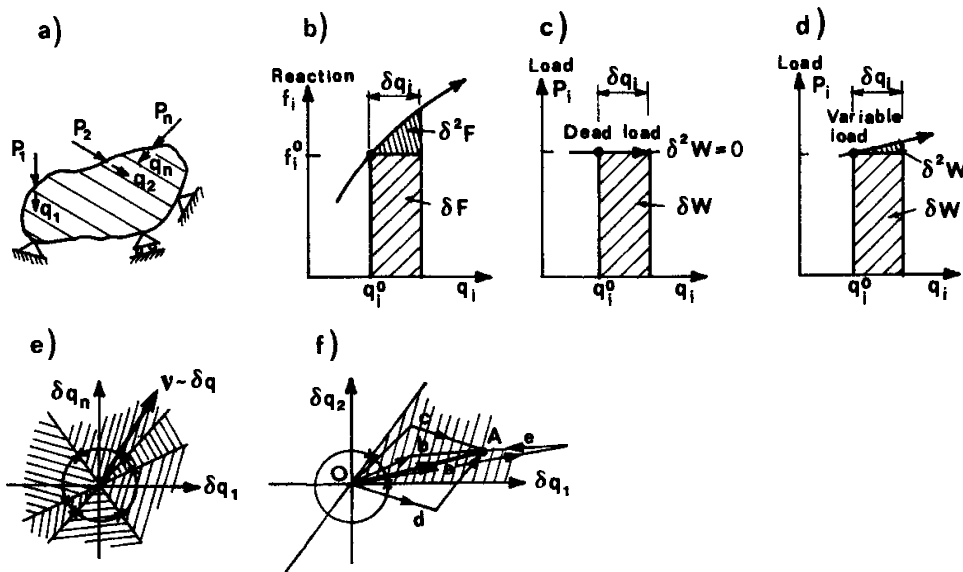 a)
P₁
P₂
Pₙ
q₁
q₂
qₙ
b)
Reaction
fᵢ
δqᵢ
δ²F
fᵢ⁰
δF
qᵢ⁰
qᵢ
c)
Load
Pᵢ
δqᵢ
Dead load
δ²W=0
δW
qᵢ⁰
qᵢ
d)
Load
Pᵢ
δqᵢ
Variable
load
δ²W
δW
qᵢ⁰
qᵢ
e)
δqₙ
ν~δq
δq₁
f)
δq₂
c
A
e
b
O
a
δq₁
d